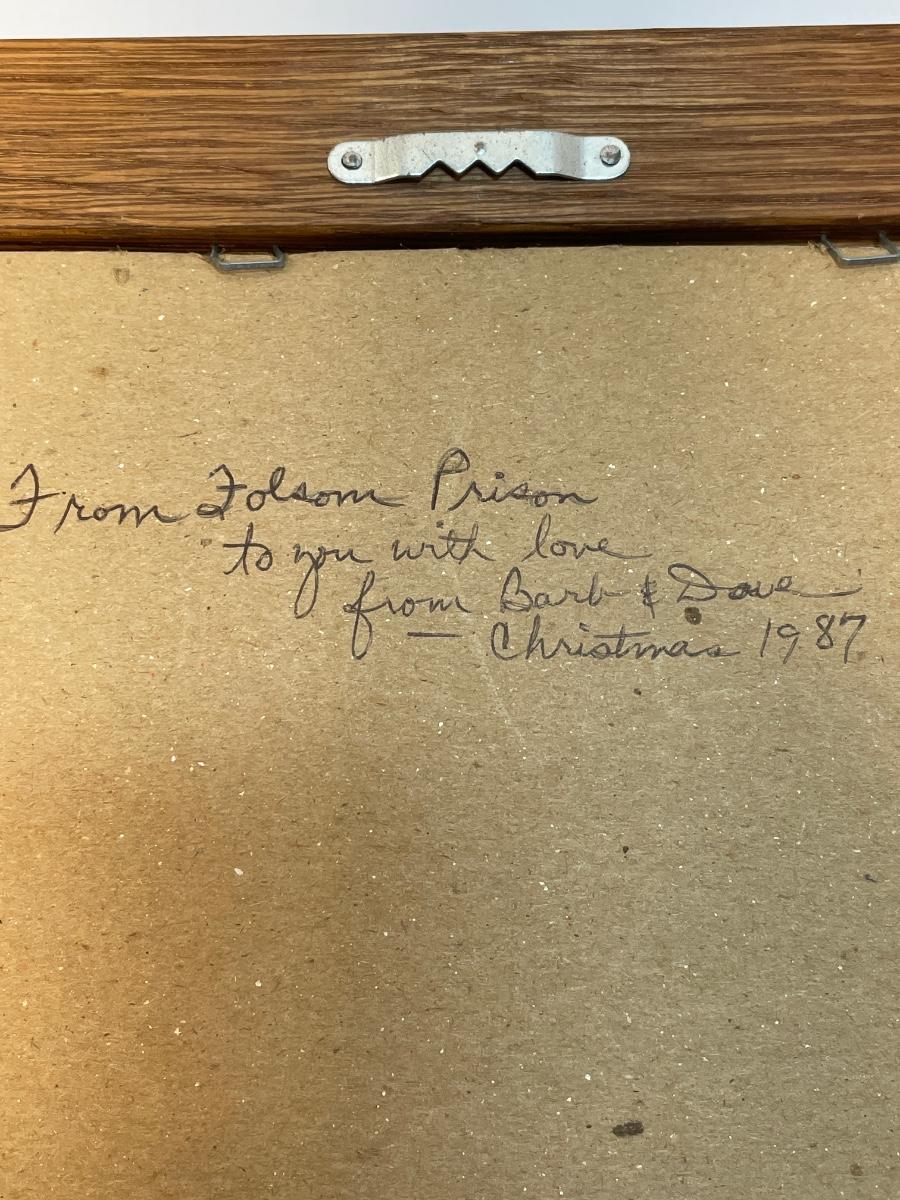 From Folsom Prison
to you with love
from Barb & Dave
— Christmas 1987